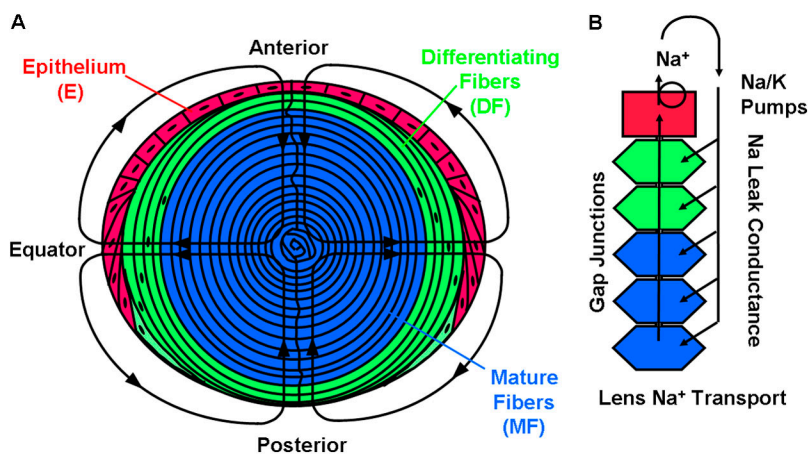 A
Anterior
Epithelium
(E)
Differentiating
Fibers
(DF)
Equator
Mature
Fibers
(MF)
Posterior
B
Na⁺
Na/K
Pumps
Gap Junctions
Na Leak Conductance
Lens Na⁺ Transport